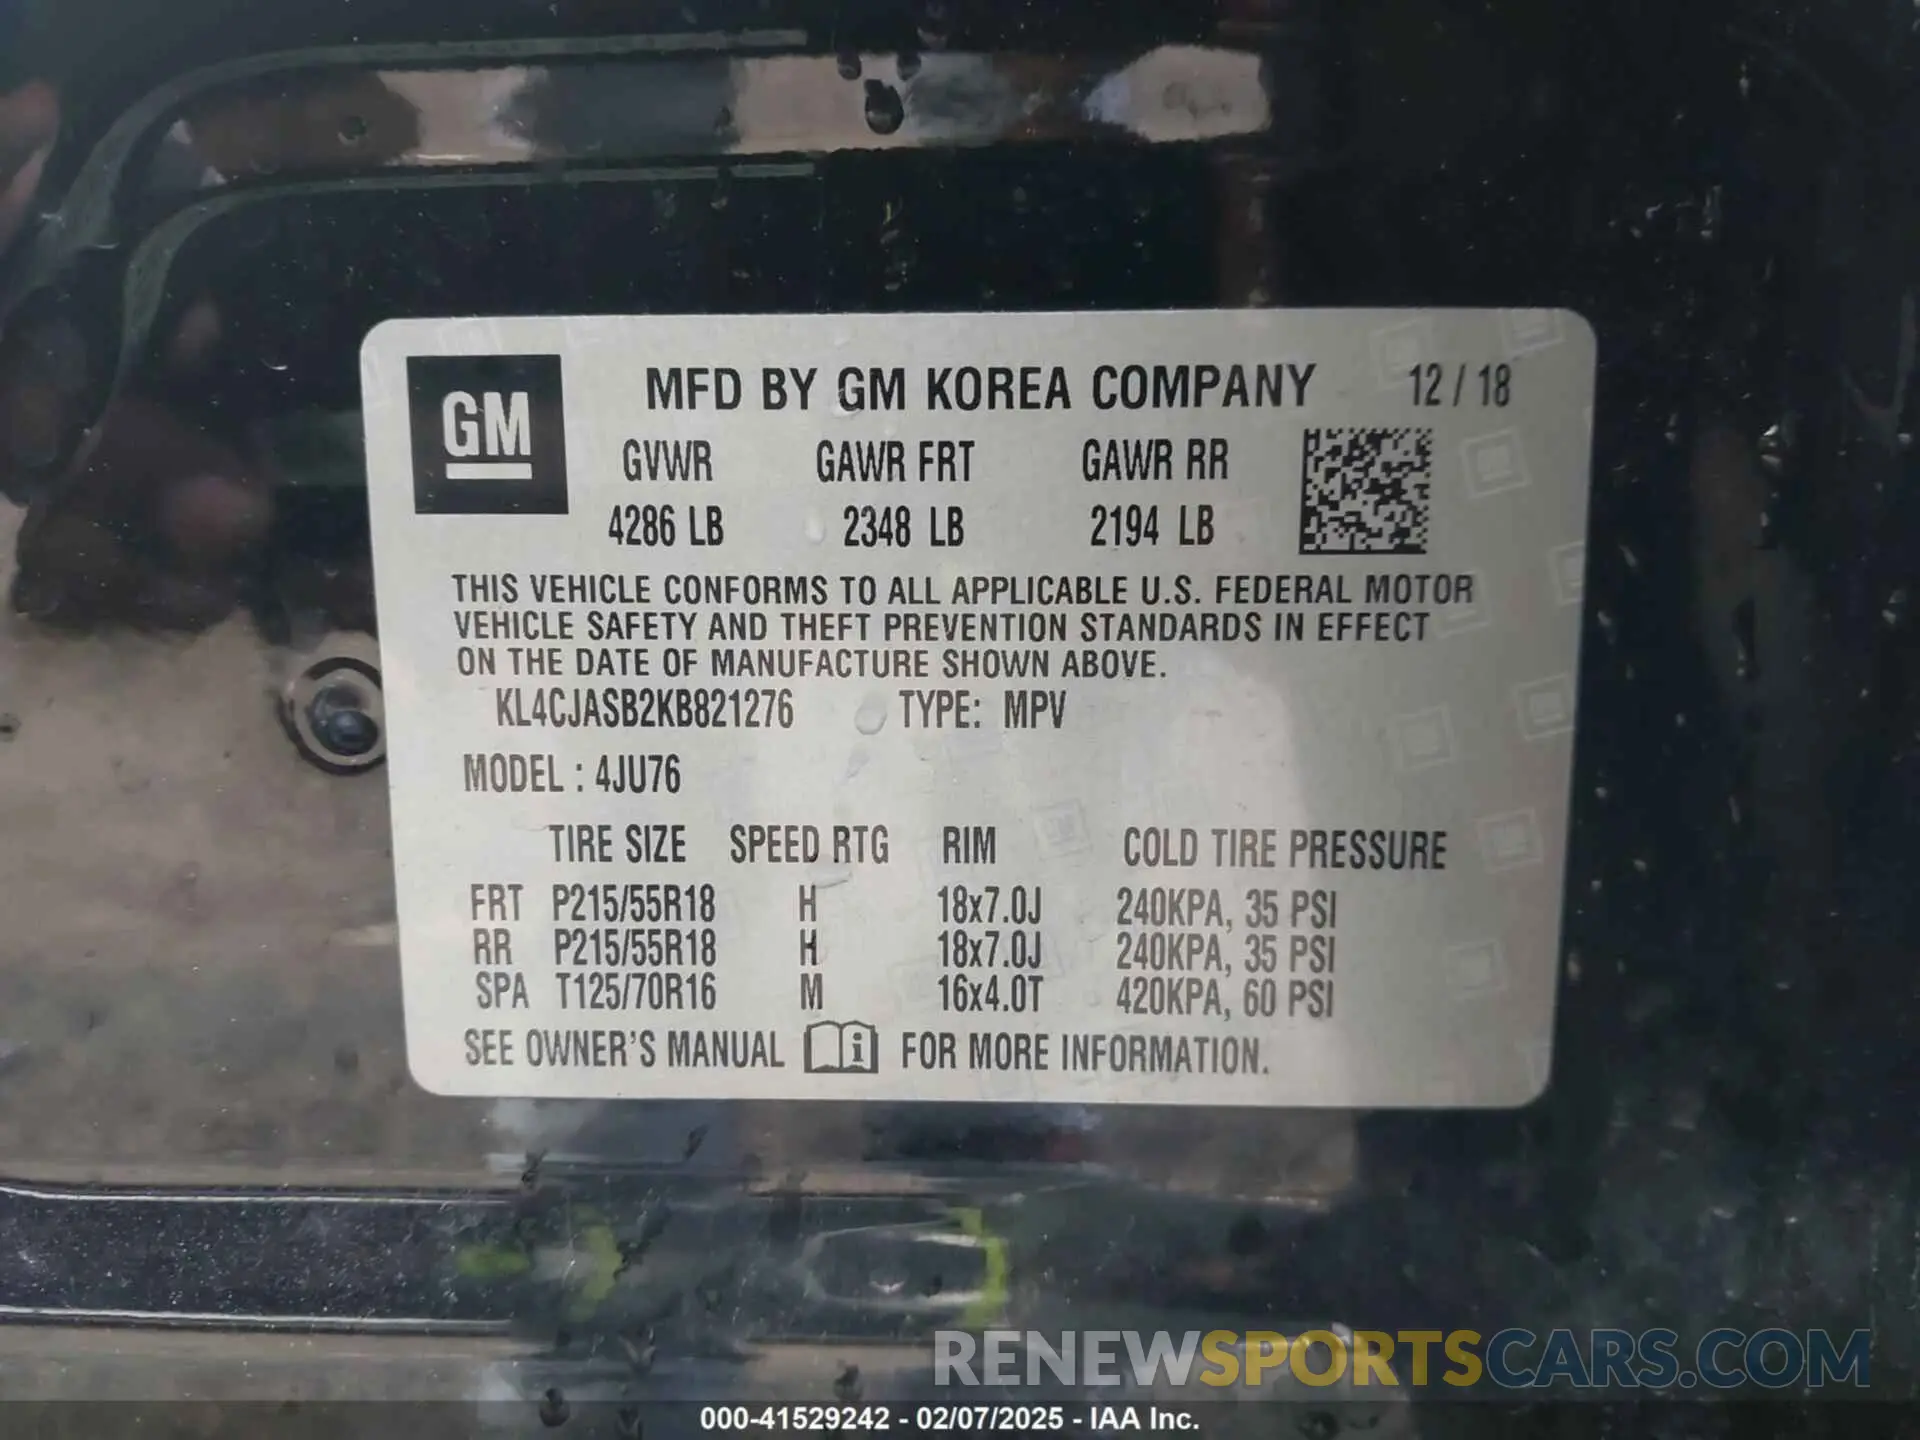 GM
MFD BY GM KOREA COMPANY 12 / 18
GVWR GAWR FRT GAWR RR
4286 LB 2348 LB 2194 LB
THIS VEHICLE CONFORMS TO ALL APPLICABLE U.S. FEDERAL MOTOR
VEHICLE SAFETY AND THEFT PREVENTION STANDARDS IN EFFECT
ON THE DATE OF MANUFACTURE SHOWN ABOVE.
KL4CJASB2KB821276 TYPE: MPV
MODEL : 4JU76
TIRE SIZE SPEED RTG RIM COLD TIRE PRESSURE
FRT P215/55R18 H 18x7.0J 240KPA, 35 PSI
RR P215/55R18 H 18x7.0J 240KPA, 35 PSI
SPA T125/70R16 M 16x4.0T 420KPA, 60 PSI
SEE OWNER'S MANUAL i FOR MORE INFORMATION.
RENEWSPORTSCARS.COM
000-41529242 - 02/07/2025 - IAA Inc.